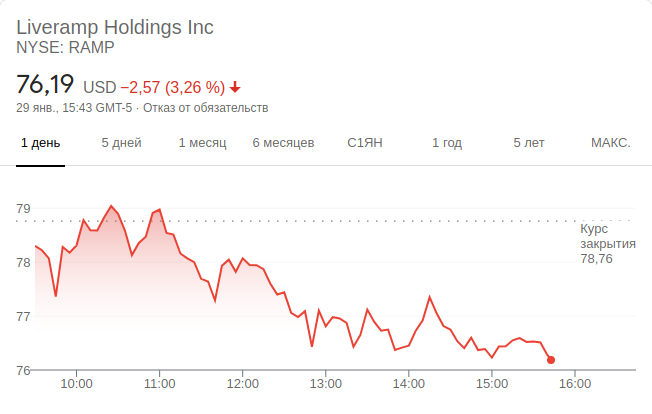 Liveramp Holdings Inc
NYSE: RAMP
76,19 USD −2,57 (3,26 %)
29 янв., 15:43 GMT-5 · Отказ от обязательств
1 день 5 дней 1 месяц 6 месяцев С1ЯН 1 год 5 лет МАКС.
79
Курс
закрытия
78,76
78
77
76
10:00 11:00 12:00 13:00 14:00 15:00 16:00